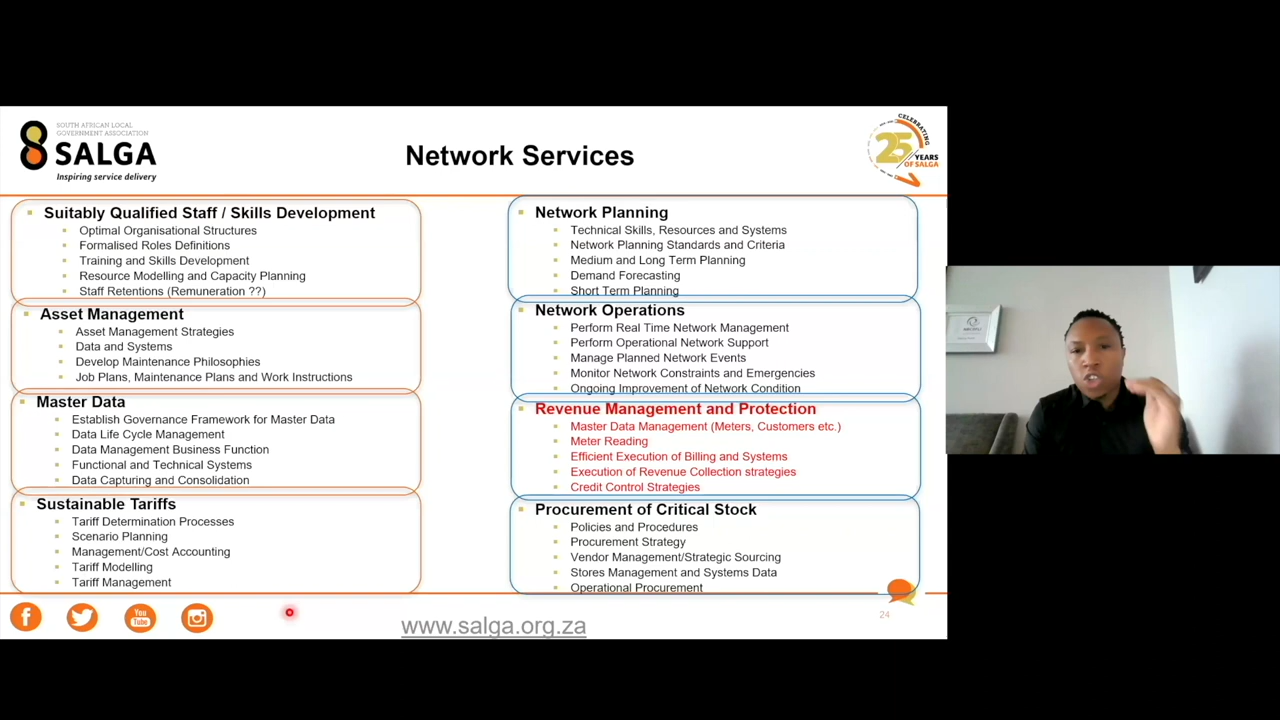 SOUTH AFRICAN LOCAL
GOVERNMENT ASSOCIATION
SALGA
Inspiring service delivery
Network Services
CELEBRATING
25 YEARS
OF SALGA
Suitably Qualified Staff / Skills Development
Optimal Organisational Structures
Formalised Roles Definitions
Training and Skills Development
Resource Modelling and Capacity Planning
Staff Retentions (Remuneration ??)
Asset Management
Asset Management Strategies
Data and Systems
Develop Maintenance Philosophies
Job Plans, Maintenance Plans and Work Instructions
Master Data
Establish Governance Framework for Master Data
Data Life Cycle Management
Data Management Business Function
Functional and Technical Systems
Data Capturing and Consolidation
Sustainable Tariffs
Tariff Determination Processes
Scenario Planning
Management/Cost Accounting
Tariff Modelling
Tariff Management
Network Planning
Technical Skills, Resources and Systems
Network Planning Standards and Criteria
Medium and Long Term Planning
Demand Forecasting
Short Term Planning
Network Operations
Perform Real Time Network Management
Perform Operational Network Support
Manage Planned Network Events
Monitor Network Constraints and Emergencies
Ongoing Improvement of Network Condition
Revenue Management and Protection
Master Data Management (Meters, Customers etc.)
Meter Reading
Efficient Execution of Billing and Systems
Execution of Revenue Collection strategies
Credit Control Strategies
Procurement of Critical Stock
Policies and Procedures
Procurement Strategy
Vendor Management/Strategic Sourcing
Stores Management and Systems Data
Operational Procurement
You
Tube
www.salga.org.za
24